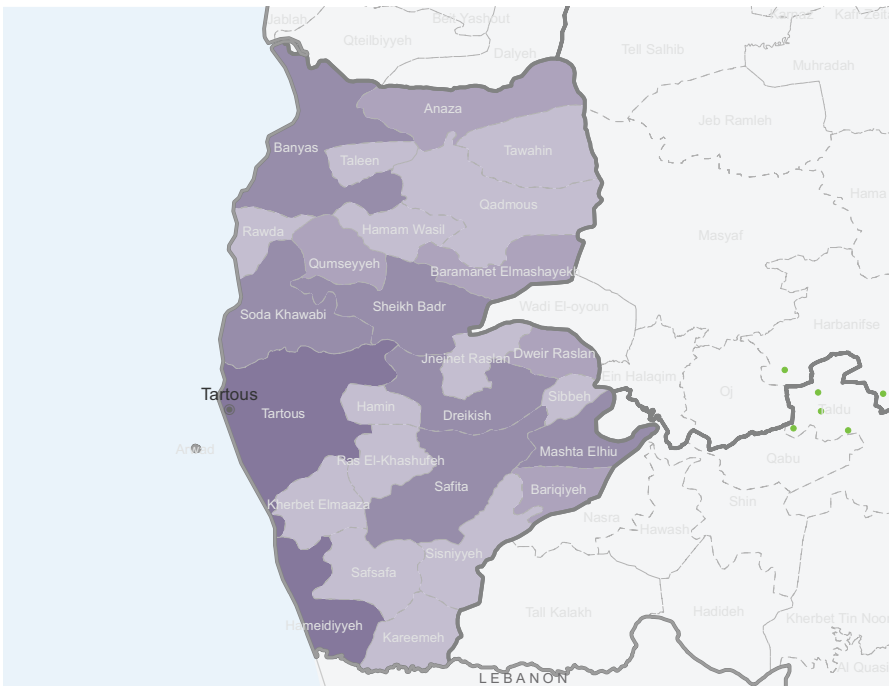 Jablah
Beit Yashout
Karnaz
Qteilbiyyeh
Dalyeh
Tell Salhib
Muhradah
Anaza
Jeb Ramleh
Banyas
Taleen
Tawahin
Hama
Qadmous
Rawda
Hamam Wasil
Masyaf
Qumseyyeh
Baramanet Elmashayekh
Sheikh Badr
Wadi El-oyoun
Soda Khawabi
Harbanifse
Jneinet Raslan
Dweir Raslan
Ein Halaqim
Oj
Tartous
Sibbeh
Hamin
Tartous
Dreikish
Taldu
Arwad
Mashta Elhiu
Ras El-Khashufeh
Qabu
Safita
Bariqiyeh
Kherbet Elmaaza
Shin
Nasra
Hawash
Sisniyyeh
Safsafa
Tall Kalakh
Hadideh
Kherbet Tin Noor
Hameidiyyeh
Kareemeh
Al Quasi
LEBANON